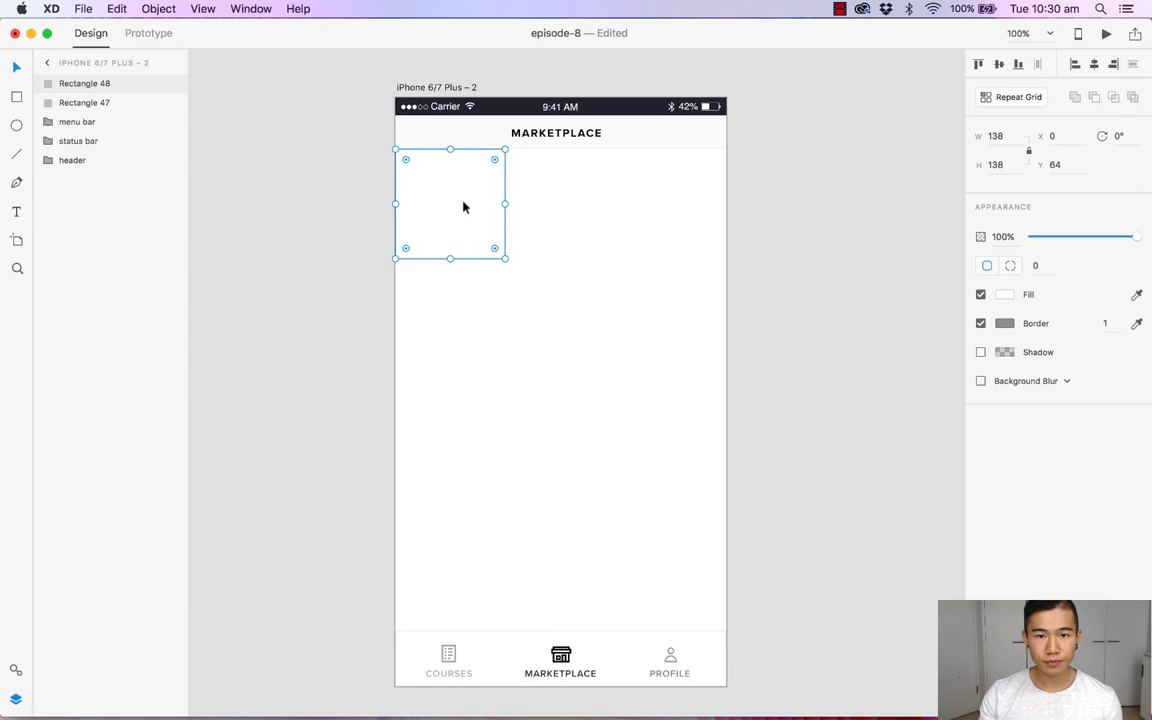 XD File Edit Object View Window Help 100% Tue 10:30 am
Design Prototype episode-8 — Edited 100%
IPHONE 6/7 PLUS – 2
Rectangle 48
Rectangle 47
menu bar
status bar
header
iPhone 6/7 Plus – 2
Carrier 9:41 AM 42%
MARKETPLACE
COURSES MARKETPLACE PROFILE
Repeat Grid
W 138 X 0 0°
H 138 Y 64
APPEARANCE
100%
0
Fill
Border 1
Shadow
Background Blur